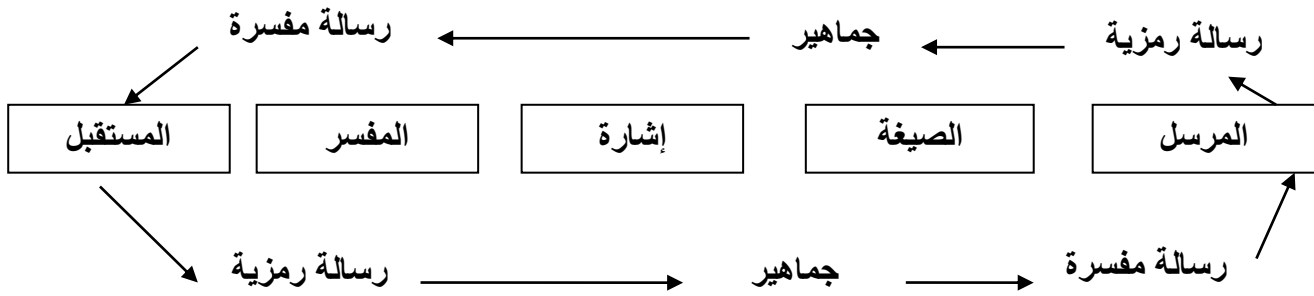 رسالة رمزية جماهير رسالة مفسرة
المرسل الصيغة إشارة المفسر المستقبل
رسالة مفسرة جماهير رسالة رمزية